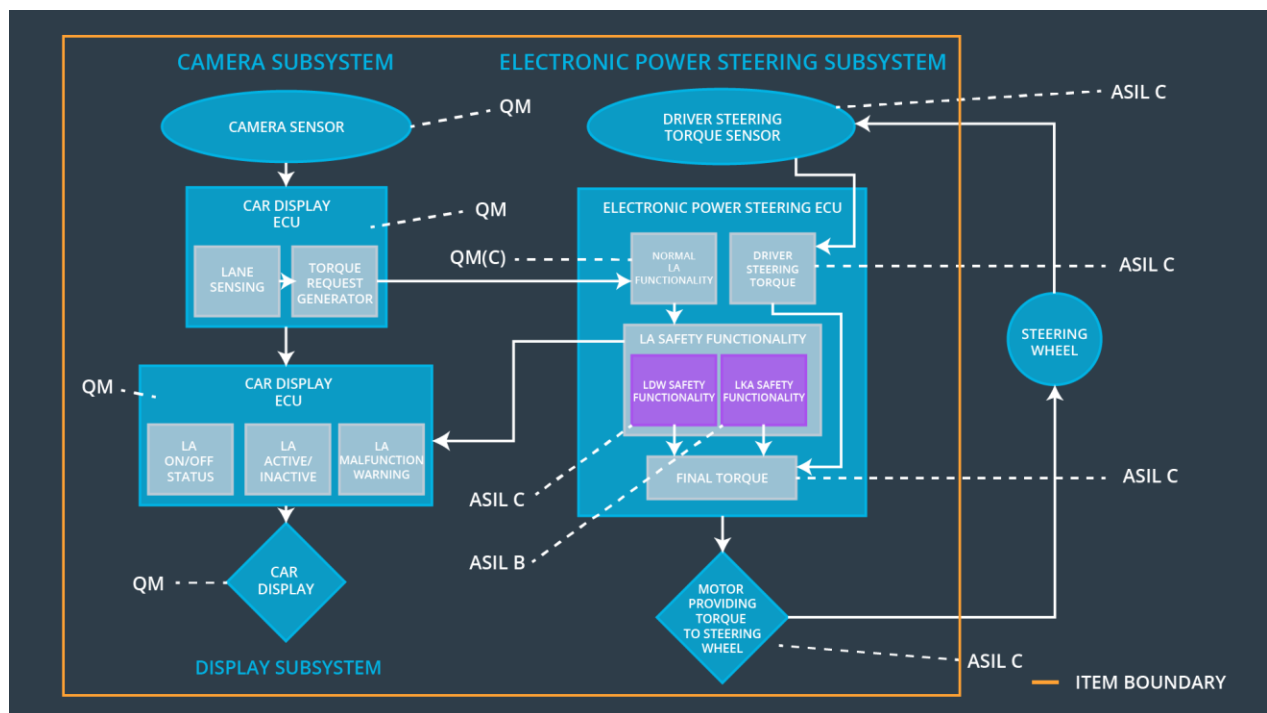 CAMERA SUBSYSTEM
ELECTRONIC POWER STEERING SUBSYSTEM
CAMERA SENSOR
QM
DRIVER STEERING
TORQUE SENSOR
ASIL C
CAR DISPLAY
ECU
QM
LANE
SENSING
TORQUE
REQUEST
GENERATOR
ELECTRONIC POWER STEERING ECU
QM(C)
NORMAL
LA
FUNCTIONALITY
DRIVER
STEERING
TORQUE
ASIL C
STEERING
WHEEL
LA SAFETY FUNCTIONALITY
LDW SAFETY
FUNCTIONALITY
LKA SAFETY
FUNCTIONALITY
QM
CAR DISPLAY
ECU
LA
ON/OFF
STATUS
LA
ACTIVE/
INACTIVE
LA
MALFUNCTION
WARNING
FINAL TORQUE
ASIL C
ASIL C
ASIL B
QM
CAR
DISPLAY
MOTOR
PROVIDING
TORQUE
TO STEERING
WHEEL
ASIL C
DISPLAY SUBSYSTEM
ITEM BOUNDARY